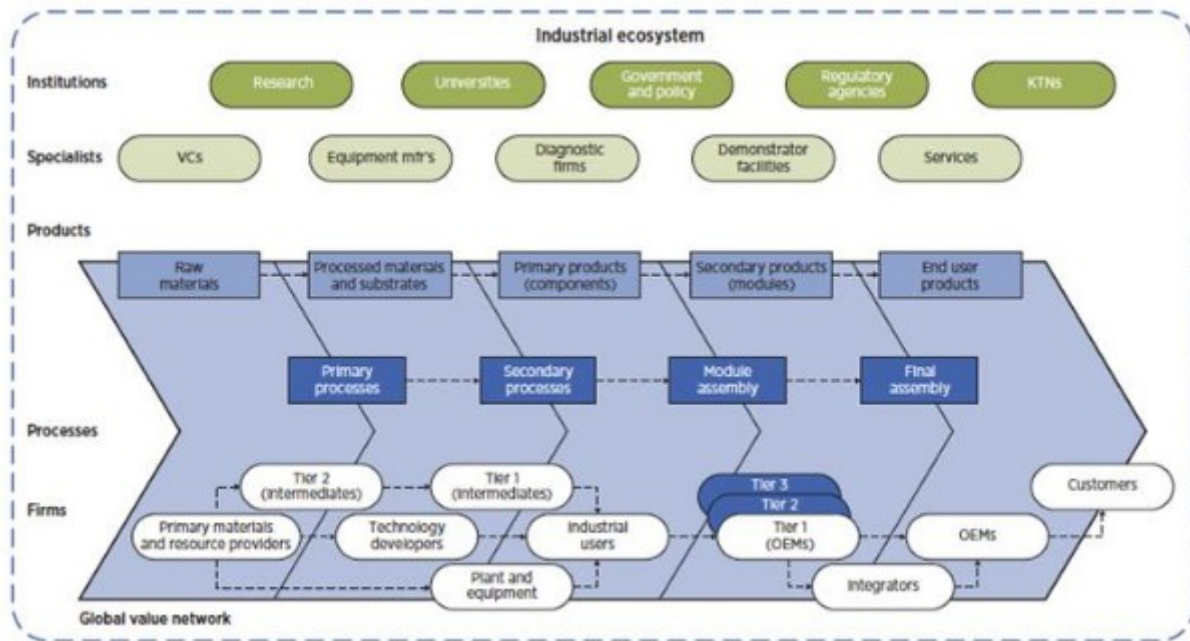 Industrial ecosystem
Institutions
Research
Universities
Government
and policy
Regulatory
agencies
KTNs
Specialists
VCs
Equipment mfr's
Diagnostic
firms
Demonstrator
facilities
Services
Products
Raw
materials
Processed materials
and substrates
Primary products
(components)
Secondary products
(modules)
End user
products
Primary
processes
Secondary
processes
Module
assembly
Final
assembly
Processes
Firms
Tier 2
(Intermediates)
Tier 1
(Intermediates)
Tier 3
Tier 2
Tier 1
(OEMs)
Customers
Primary materials
and resource providers
Technology
developers
Industrial
users
OEMs
Plant and
equipment
Integrators
Global value network